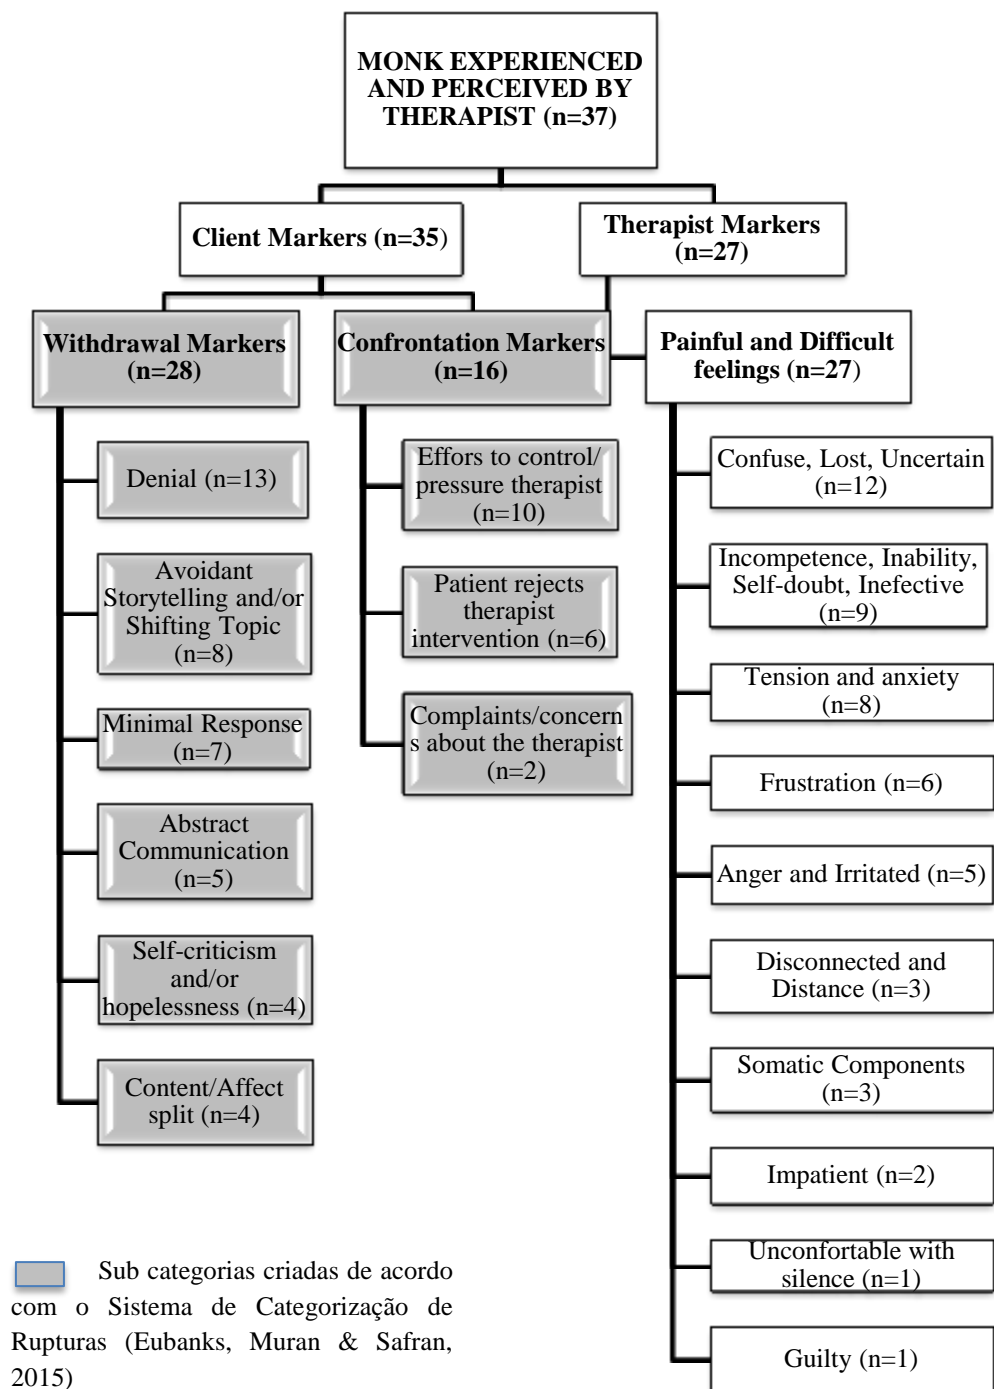 MONK EXPERIENCED
AND PERCEIVED BY
THERAPIST (n=37)
Client Markers (n=35)
Therapist Markers
(n=27)
Withdrawal Markers
(n=28)
Confrontation Markers
(n=16)
Painful and Difficult
feelings (n=27)
Denial (n=13)
Avoidant
Storytelling and/or
Shifting Topic
(n=8)
Minimal Response
(n=7)
Abstract
Communication
(n=5)
Self-criticism
and/or
hopelessness (n=4)
Content/Affect
split (n=4)
Effors to control/
pressure therapist
(n=10)
Patient rejects
therapist
intervention (n=6)
Complaints/concern
s about the therapist
(n=2)
Confuse, Lost, Uncertain
(n=12)
Incompetence, Inability,
Self-doubt, Inefective
(n=9)
Tension and anxiety
(n=8)
Frustration (n=6)
Anger and Irritated (n=5)
Disconnected and
Distance (n=3)
Somatic Components
(n=3)
Impatient (n=2)
Unconfortable with
silence (n=1)
Guilty (n=1)
Sub categorias criadas de acordo
com o Sistema de Categorização de
Rupturas (Eubanks, Muran & Safran,
2015)